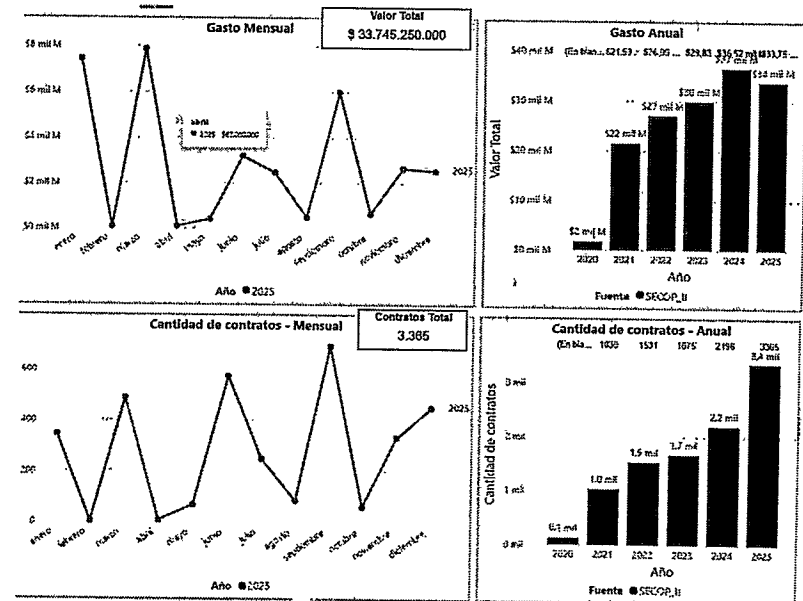 Gasto Mensual
Valor Total
$ 33.745.250.000
$8 mil M
$6 mil M
$4 mil M
$2 mil M
$0 mil M
abril
2025
enero
febrero
marzo
abril
mayo
junio
julio
agosto
septiembre
octubre
noviembre
diciembre
2025
Año 2025
Gasto Anual
$40 mil M
$30 mil M
$20 mil M
$10 mil M
$0 mil M
Valor Total
$2 mil M
$22 mil M
$27 mil M
$30 mil M
$37 mil M
$34 mil M
2020
2021
2022
2023
2024
2025
Año
Fuente SECOP_II
Cantidad de contratos - Mensual
Contratos Total
3.365
600
400
200
0
enero
febrero
marzo
abril
mayo
junio
julio
agosto
septiembre
octubre
noviembre
diciembre
2025
Año 2025
Cantidad de contratos - Anual
(En bla... 1030 1531 1675 2196 3365
Cantidad de contratos
3 mil
2 mil
1 mil
0 mil
0,1 mil
1,0 mil
1,5 mil
1,7 mil
2,2 mil
3,4 mil
2020
2021
2022
2023
2024
2025
Año
Fuente SECOP_II